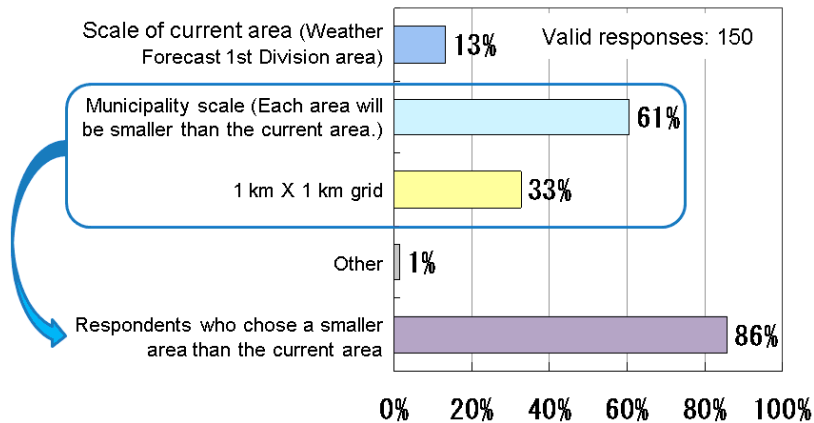 Scale of current area (Weather
Forecast 1st Division area)
13%
Valid responses: 150
Municipality scale (Each area will
be smaller than the current area.)
61%
1 km X 1 km grid
33%
Other
1%
Respondents who chose a smaller
area than the current area
86%
0% 20% 40% 60% 80% 100%